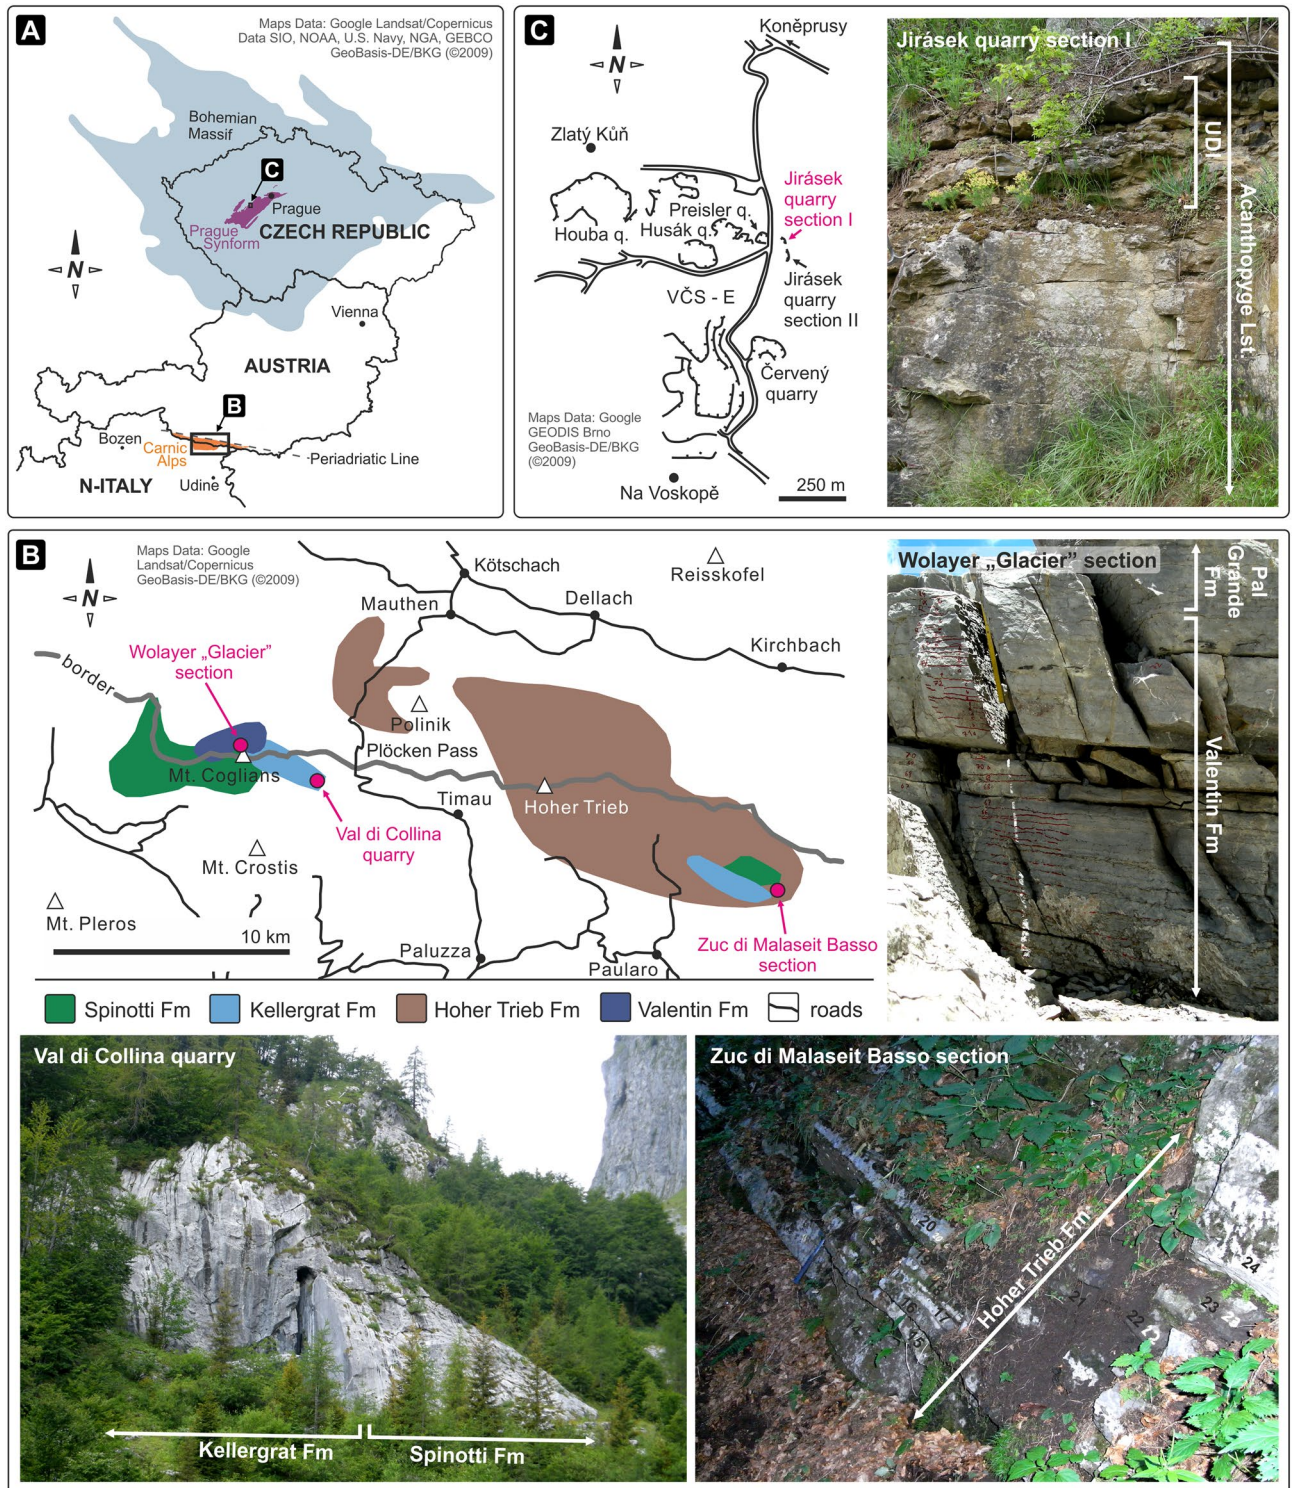 A
Maps Data: Google Landsat/Copernicus
Data SIO, NOAA, U.S. Navy, NGA, GEBCO
GeoBasis-DE/BKG (©2009)
Bohemian
Massif
C
N
Prague
Prague
Synform
CZECH REPUBLIC
Vienna
AUSTRIA
B
Bozen
Carnic
Alps
Periadriatic Line
N-ITALY
Udine
C
Koněprusy
N
Zlatý Kůň
Jirásek
quarry
section I
Preisler q.
Houba q.
Husák q.
Jirásek
quarry
section II
VČS - E
Červený
quarry
Maps Data: Google
GEODIS Brno
GeoBasis-DE/BKG
(©2009)
250 m
Na Voskopě
Jirásek quarry section I
UDI
Acanthopyge Lst.
B
Maps Data: Google
Landsat/Copernicus
GeoBasis-DE/BKG (©2009)
N
Kötschach
Reisskofel
Mauthen
Dellach
Kirchbach
Wolayer „Glacier”
section
border
Polinik
Plöcken Pass
Mt. Coglians
Timau
Hoher Trieb
Val di Collina
quarry
Mt. Crostis
Mt. Pleros
10 km
Paluzza
Paularo
Zuc di Malaseit Basso
section
Spinotti Fm
Kellergrat Fm
Hoher Trieb Fm
Valentin Fm
roads
Wolayer „Glacier” section
Pal
Grande
Fm
Valentin Fm
Val di Collina quarry
Kellergrat Fm
Spinotti Fm
Zuc di Malaseit Basso section
Hoher Trieb Fm
20
16
17
15
21
22
23
23
24